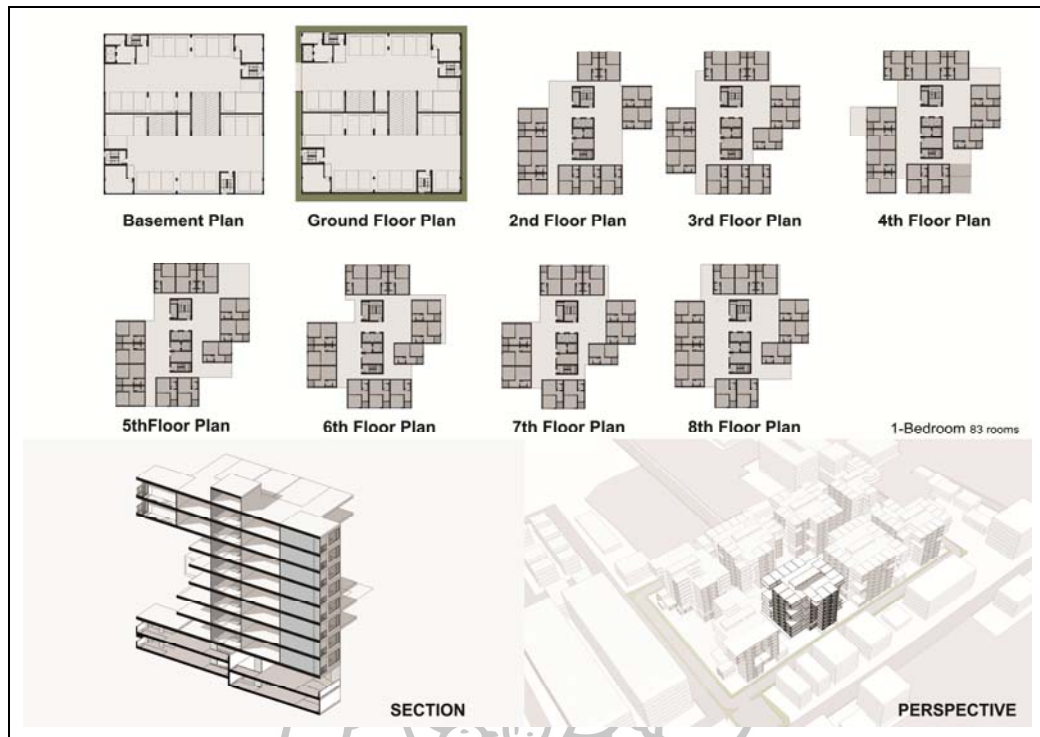 Basement Plan
Ground Floor Plan
2nd Floor Plan
3rd Floor Plan
4th Floor Plan
5thFloor Plan
6th Floor Plan
7th Floor Plan
8th Floor Plan
1-Bedroom 83 rooms
SECTION
PERSPECTIVE